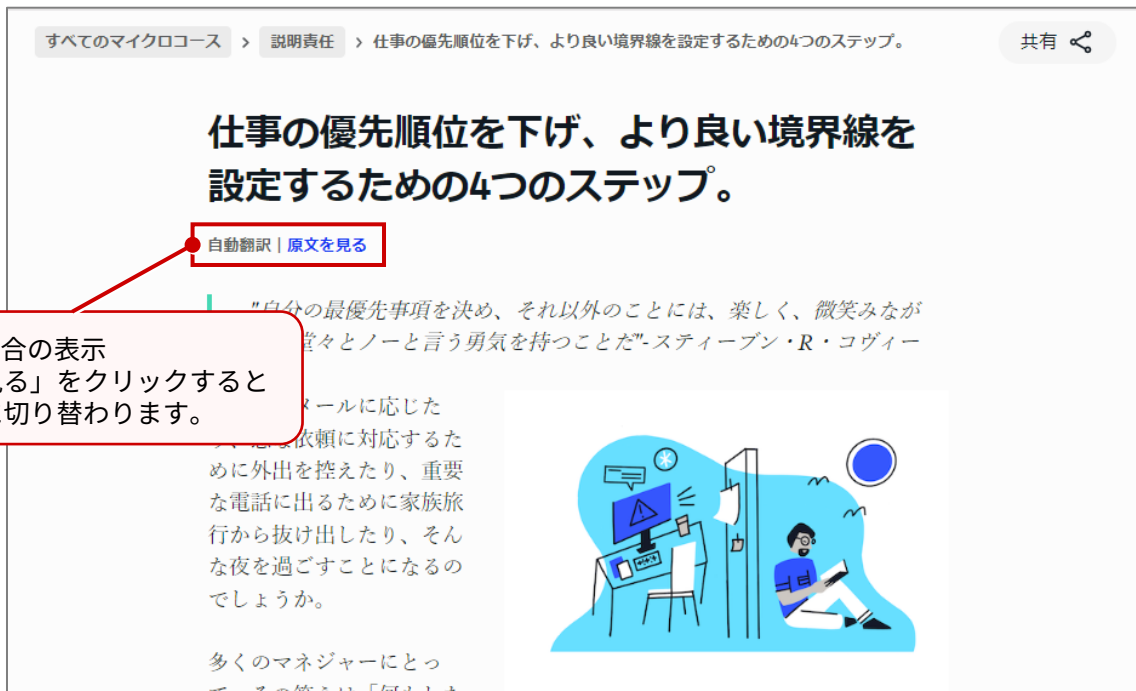 すべてのマイクロコース > 説明責任 > 仕事の優先順位を下げ、より良い境界線を設定するための4つのステップ。
共有
仕事の優先順位を下げ、より良い境界線を
設定するための4つのステップ。
自動翻訳 | 原文を見る
"自分の最優先事項を決め、それ以外のことには、楽しく、微笑みなが
堂々とノーと言う勇気を持つことだ"-スティーブン・R・コヴィー
合の表示
る」をクリックすると
切り替わります。
メールに応じた
依頼に対応するた
めに外出を控えたり、重要
な電話に出るために家族旅
行から抜け出したり、そん
な夜を過ごすことになるの
でしょうか。
多くのマネジャーにとっ